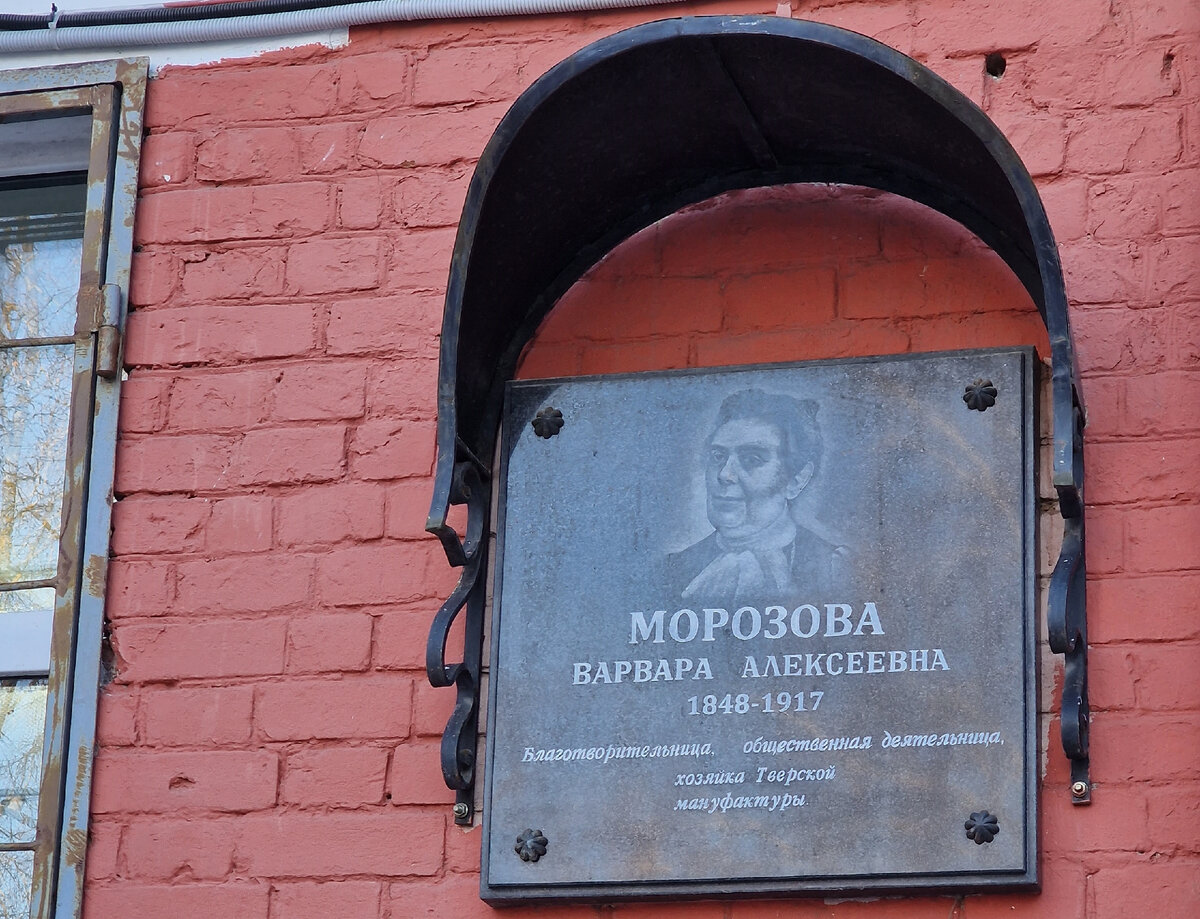 МОРОЗОВА
ВАРВАРА АЛЕКСЕЕВНА
1848-1917
Благотворительница, общественная деятельница,
хозяйка Тверской
мануфактуры.